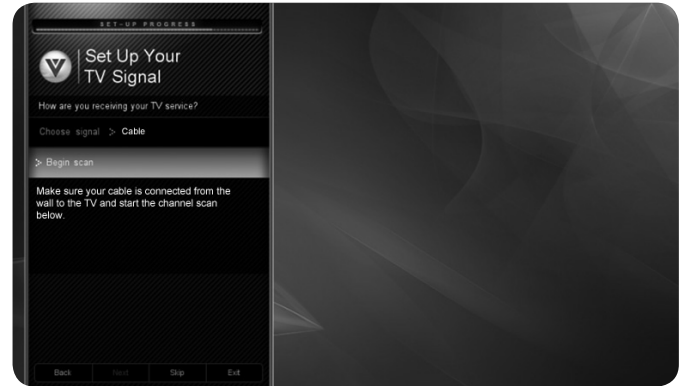 SET-UP PROGRESS
V
Set Up Your
TV Signal
How are you receiving your TV service?
Choose signal > Cable
> Begin scan
Make sure your cable is connected from the
wall to the TV and start the channel scan
below.
Back Next Skip Exit